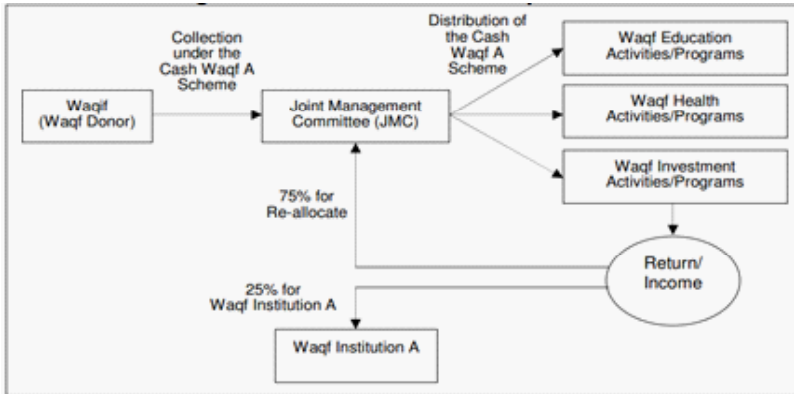 Collection
under the
Cash Waqf A
Scheme
Distribution of
the Cash
Waqf A
Scheme
Waqf Education
Activities/Programs
Waqif
(Waqf Donor)
Joint Management
Committee (JMC)
Waqf Health
Activities/Programs
Waqf Investment
Activities/Programs
75% for
Re-allocate
Return/
Income
25% for
Waqf Institution A
Waqf Institution A